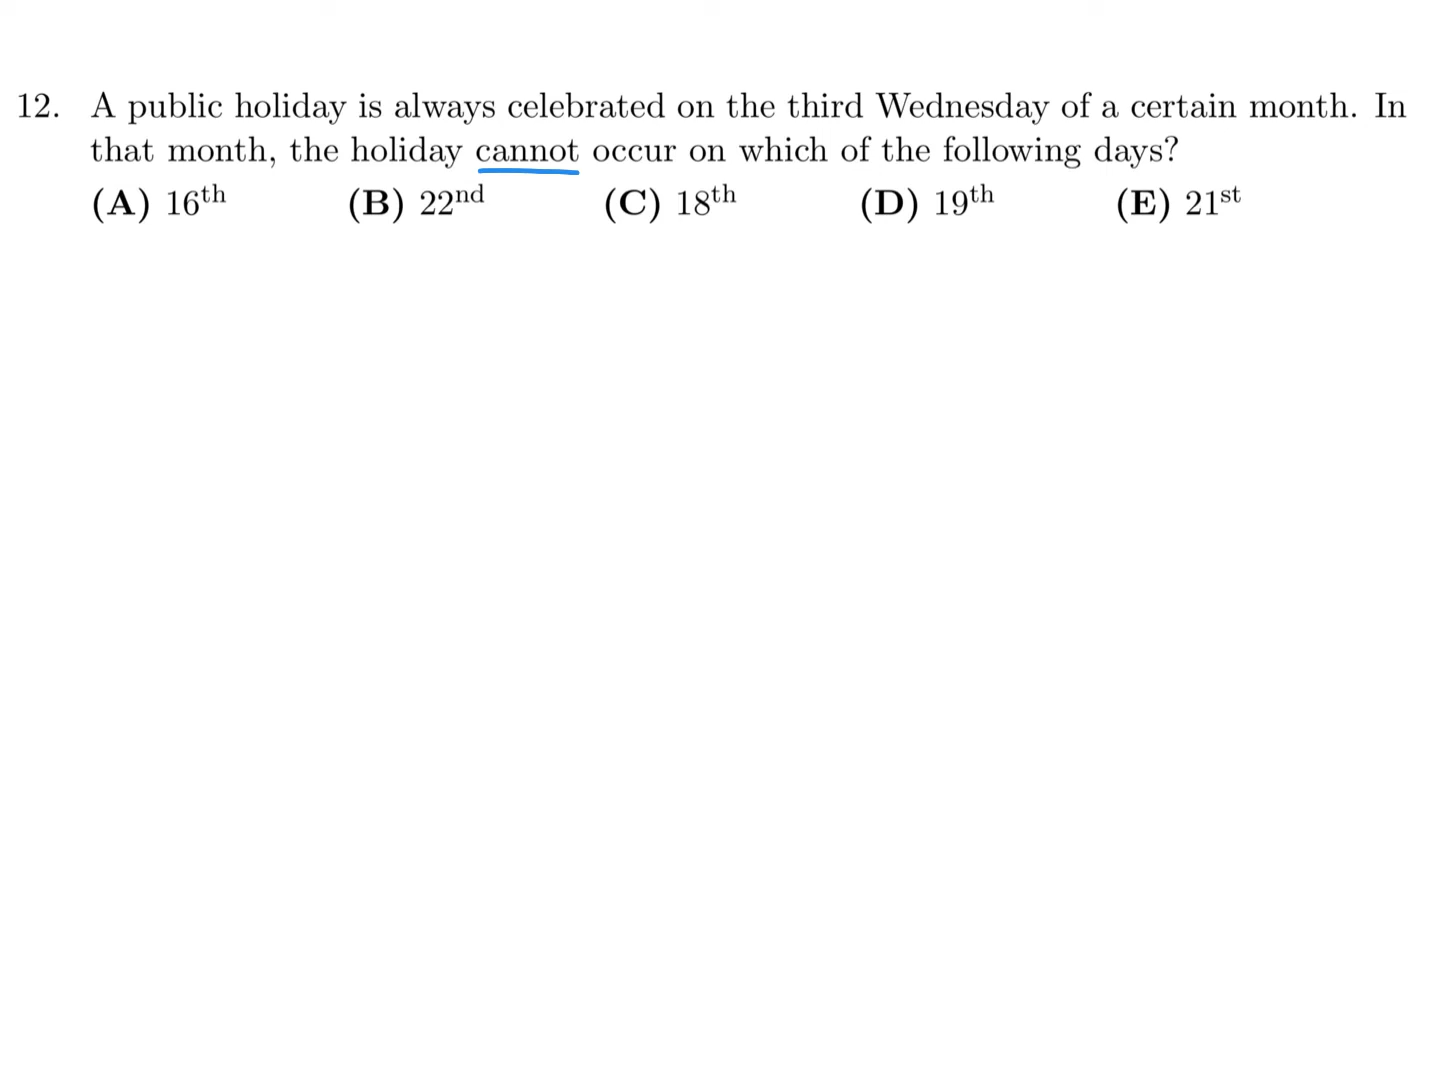 12. A public holiday is always celebrated on the third Wednesday of a certain month. In
that month, the holiday cannot occur on which of the following days?
(A) 16th (B) 22nd (C) 18th (D) 19th (E) 21st